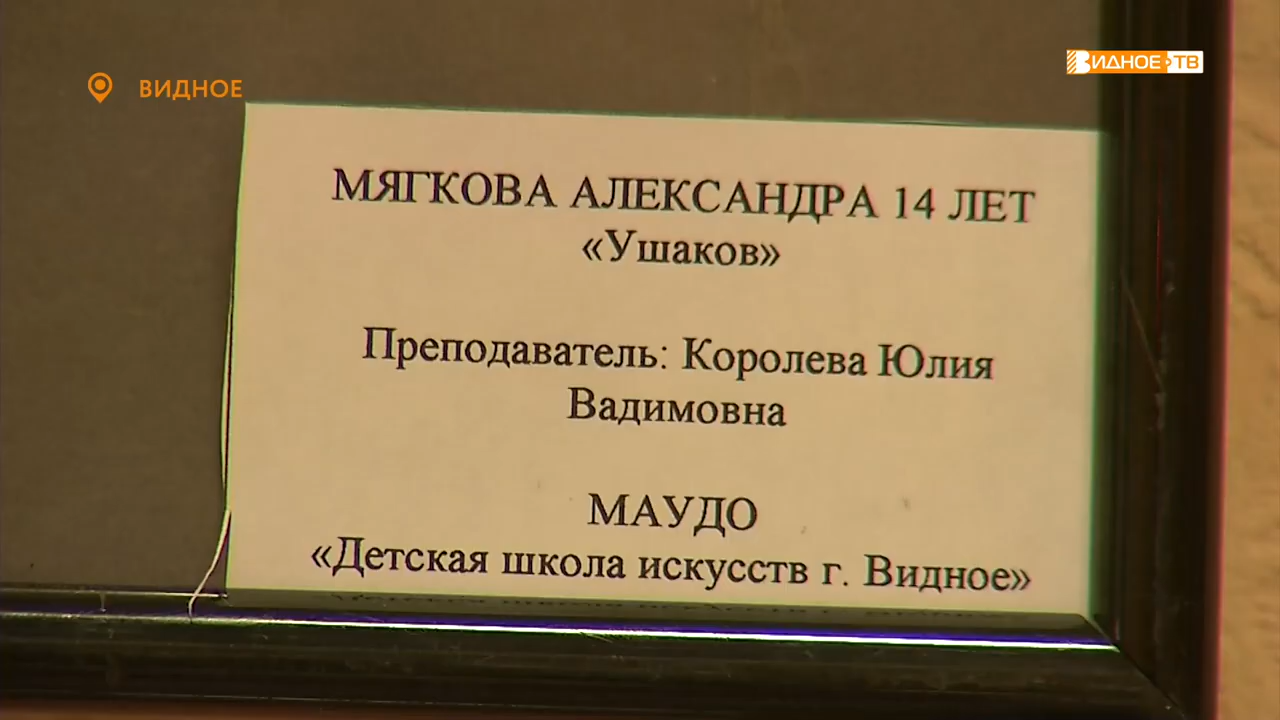 ВИДНОЕ
ВИДНОЕ ТВ
МЯГКОВА АЛЕКСАНДРА 14 ЛЕТ
«Ушаков»
Преподаватель: Королева Юлия
Вадимовна
МАУДО
«Детская школа искусств г. Видное»